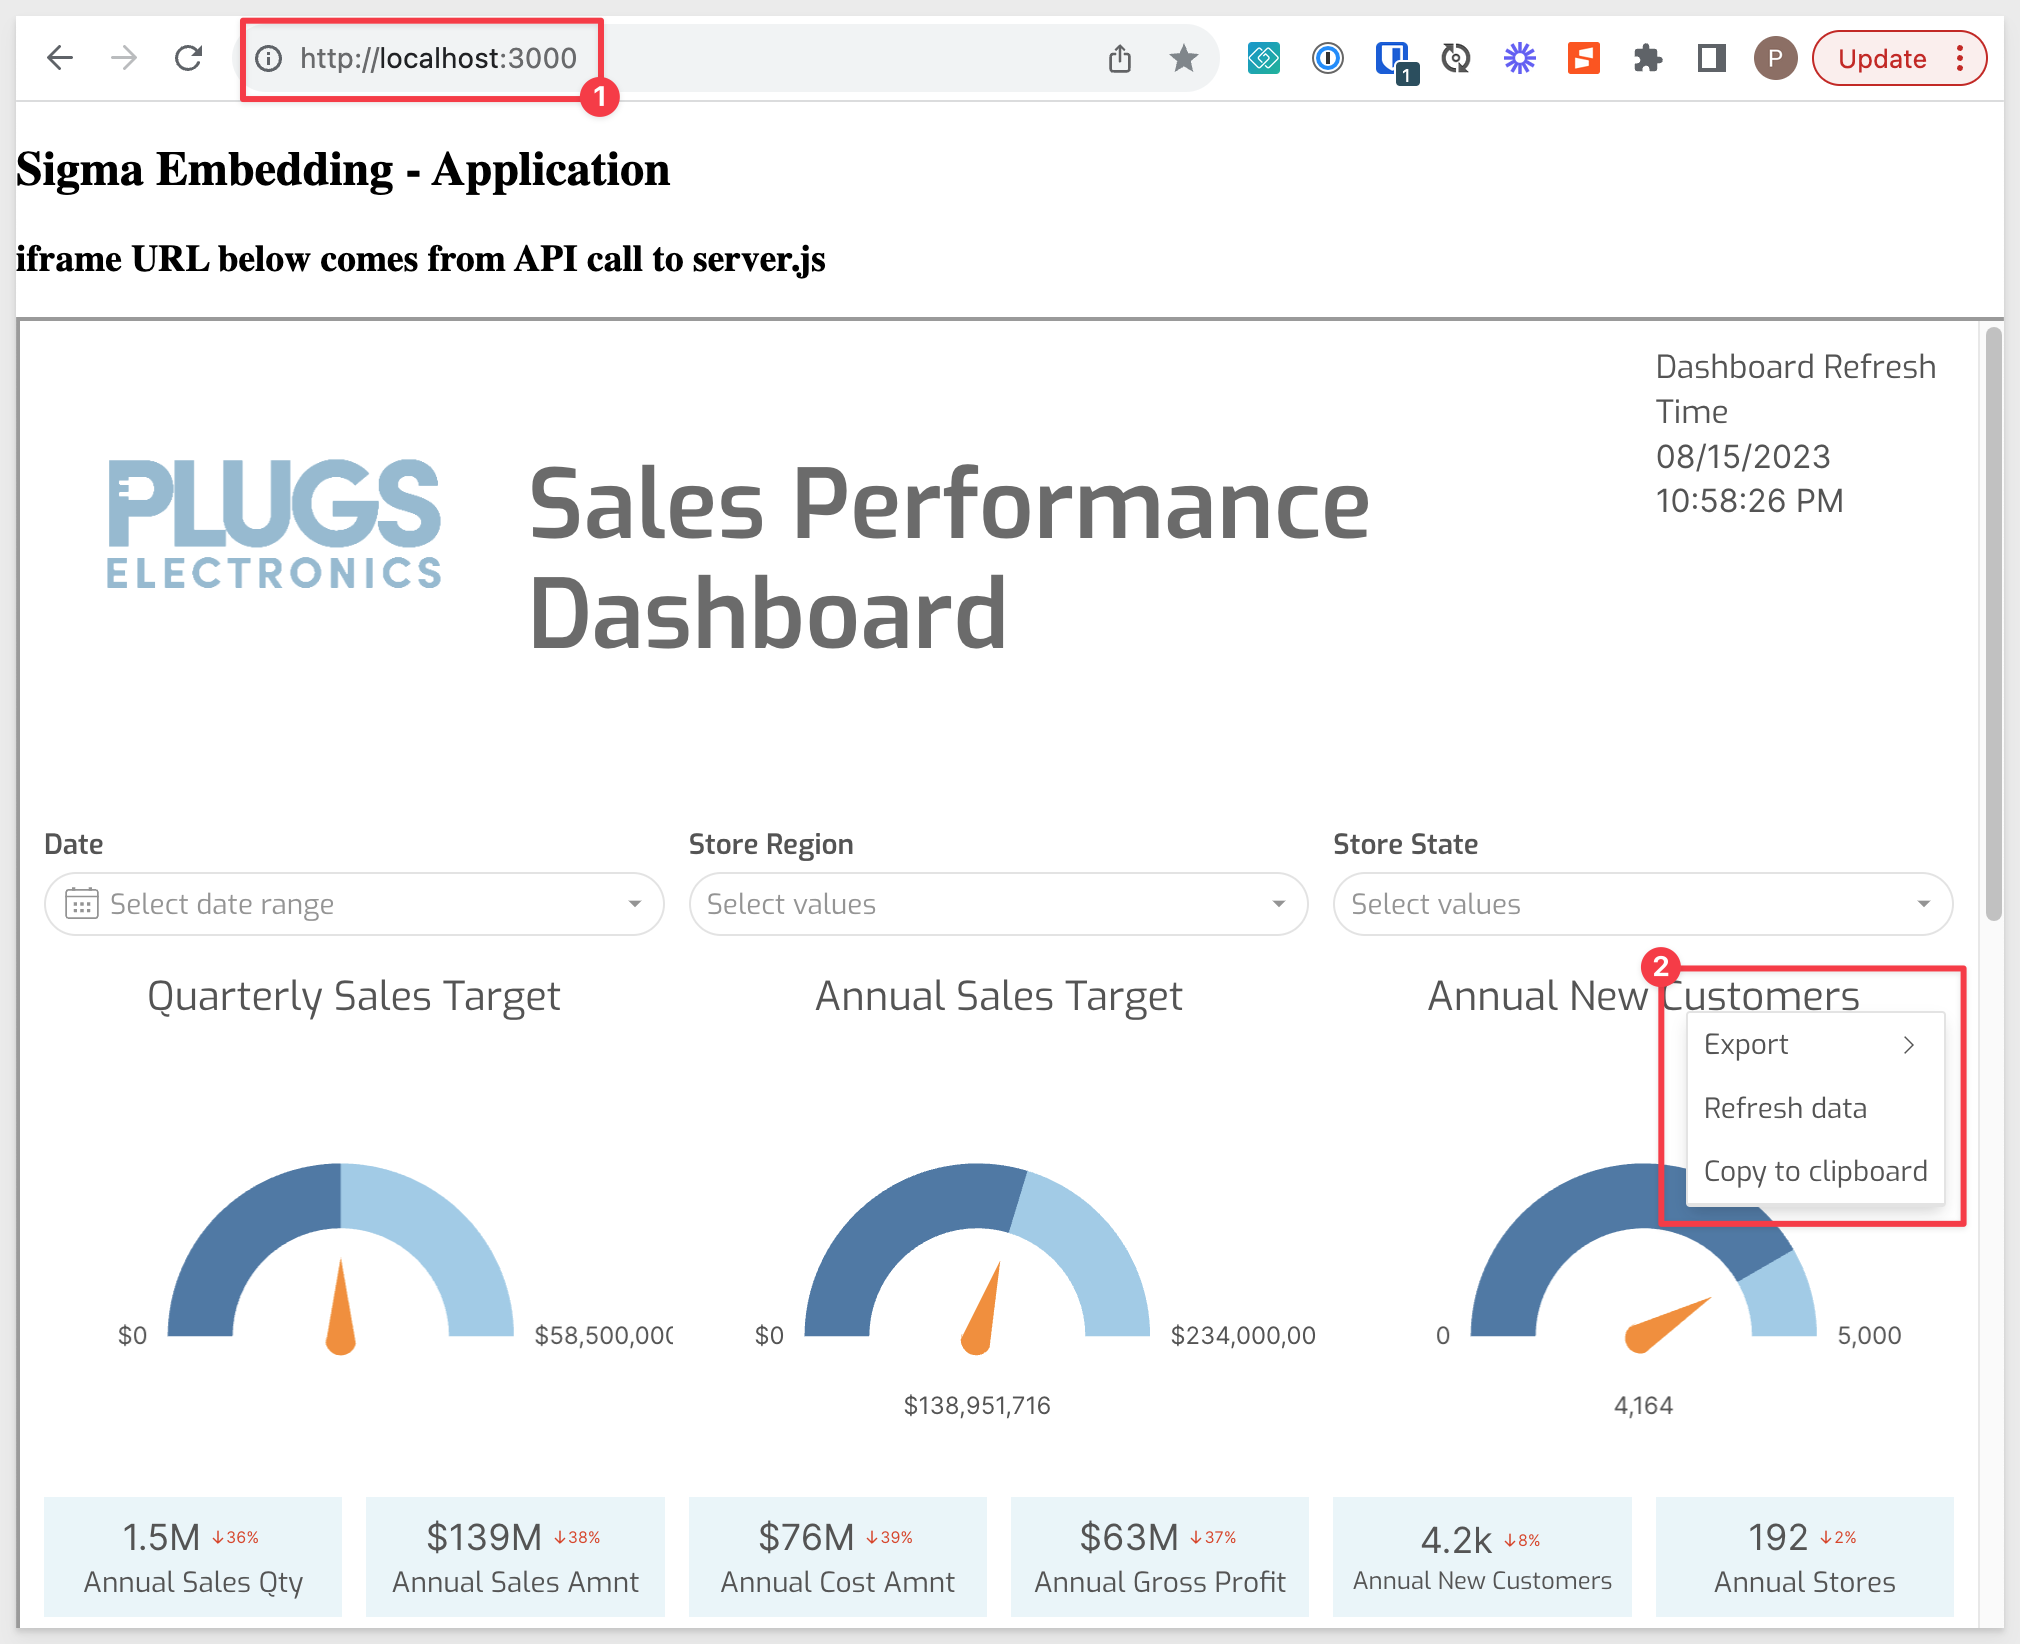 http://localhost:3000
1
1
P
Update
Sigma Embedding - Application
iframe URL below comes from API call to server.js
Dashboard Refresh
Time
08/15/2023
10:58:26 PM
PLUGS
ELECTRONICS
Sales Performance
Dashboard
Date
Store Region
Store State
Select date range
Select values
Select values
2
Quarterly Sales Target
Annual Sales Target
Annual New Customers
Export
Refresh data
Copy to clipboard
$0
$58,500,000
$0
$234,000,00
0
5,000
$138,951,716
4,164
1.5M ↓36%
Annual Sales Qty
$139M ↓38%
Annual Sales Amnt
$76M ↓39%
Annual Cost Amnt
$63M ↓37%
Annual Gross Profit
4.2k ↓8%
Annual New Customers
192 ↓2%
Annual Stores